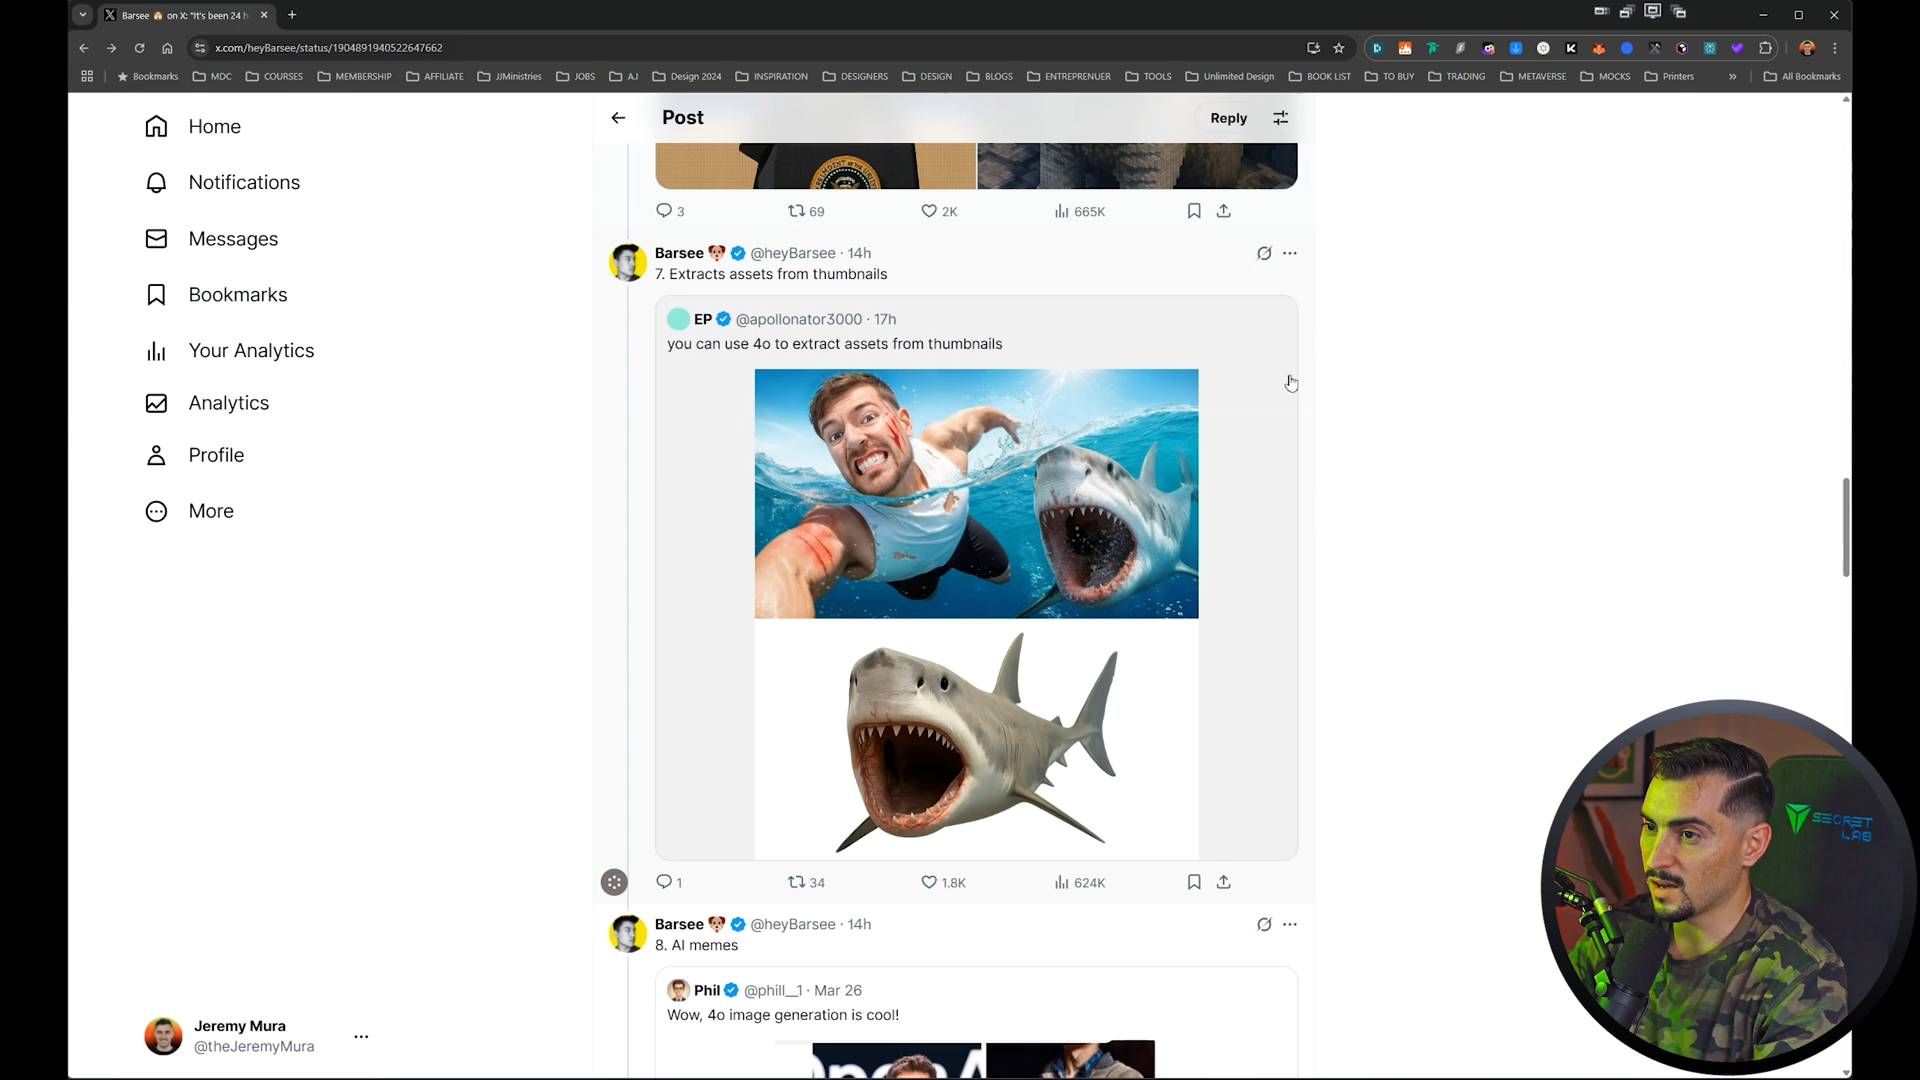 Barsee 🙈 on X: "It's been 24 h
x.com/heyBarsee/status/1904891940522647662
Bookmarks
MDC
COURSES
MEMBERSHIP
AFFILIATE
JJMinistries
JOBS
A.I
Design 2024
INSPIRATION
DESIGNERS
DESIGN
BLOGS
ENTREPRENUER
TOOLS
Unlimited Design
BOOK LIST
TO BUY
TRADING
METAVERSE
MOCKS
Printers
»
All Bookmarks
Home
Notifications
Messages
Bookmarks
Your Analytics
Analytics
Profile
More
Jeremy Mura
@theJeremyMura
Post
Reply
3 69 2K 665K
Barsee 🐶 @heyBarsee · 14h
7. Extracts assets from thumbnails
EP @apollonator3000 · 17h
you can use 4o to extract assets from thumbnails
1 34 1.8K 624K
Barsee 🐶 @heyBarsee · 14h
8. AI memes
Phil @phill__1 · Mar 26
Wow, 4o image generation is cool!
SECRET
LAB